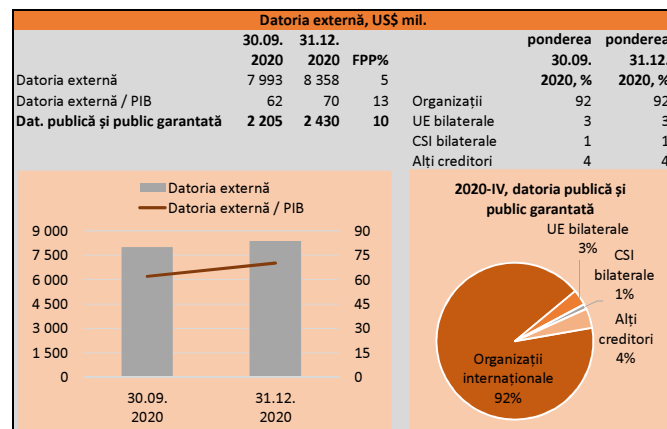 Datoria externă, US$ mil.
30.09. 31.12.
2020 2020 FPP%
Datoria externă 7 993 8 358 5
Datoria externă / PIB 62 70 13
Dat. publică și public garantată 2 205 2 430 10
ponderea ponderea
30.09. 31.12.
2020, % 2020, %
Organizații 92 92
UE bilaterale 3 3
CSI bilaterale 1 1
Alți creditori 4 4
Datoria externă
Datoria externă / PIB
9 000 90
7 500 75
6 000 60
4 500 45
3 000 30
1 500 15
0 0
30.09. 31.12.
2020 2020
2020-IV, datoria publică și
public garantată
UE bilaterale
3%
CSI
bilaterale
1%
Alți
creditori
4%
Organizații
internaționale
92%